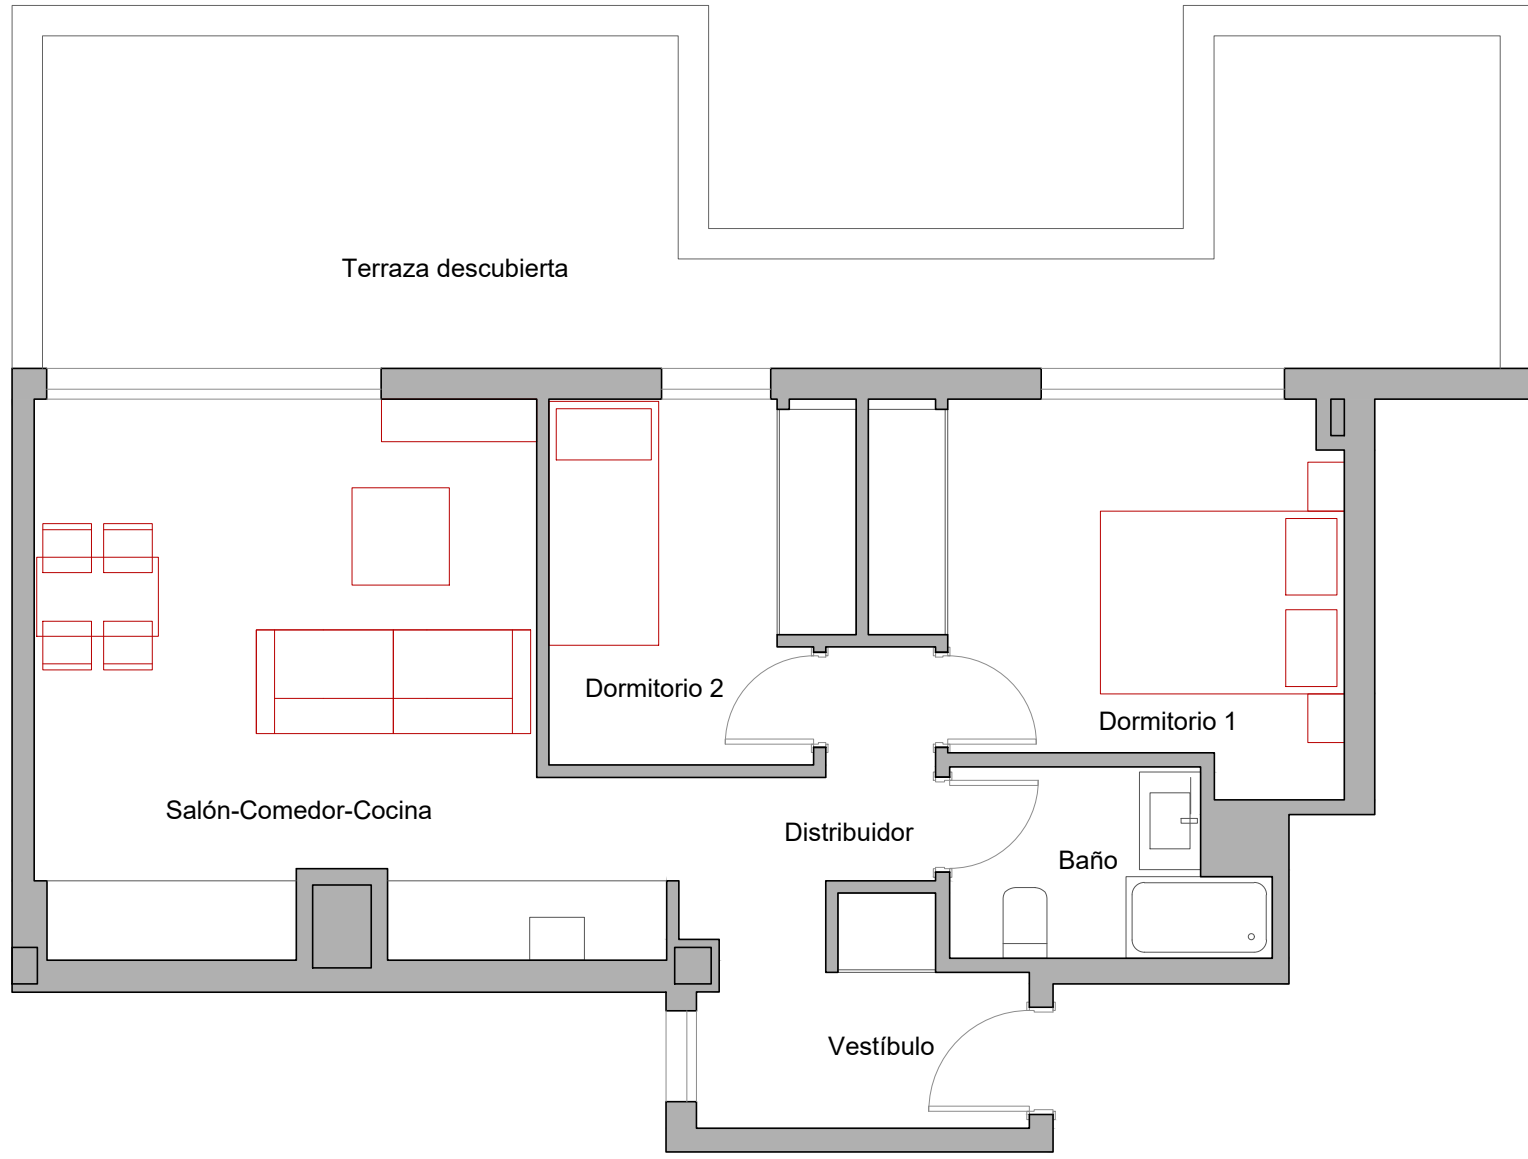 Terraza descubierta
Dormitorio 2
Dormitorio 1
Salón-Comedor-Cocina
Distribuidor
Baño
Vestíbulo